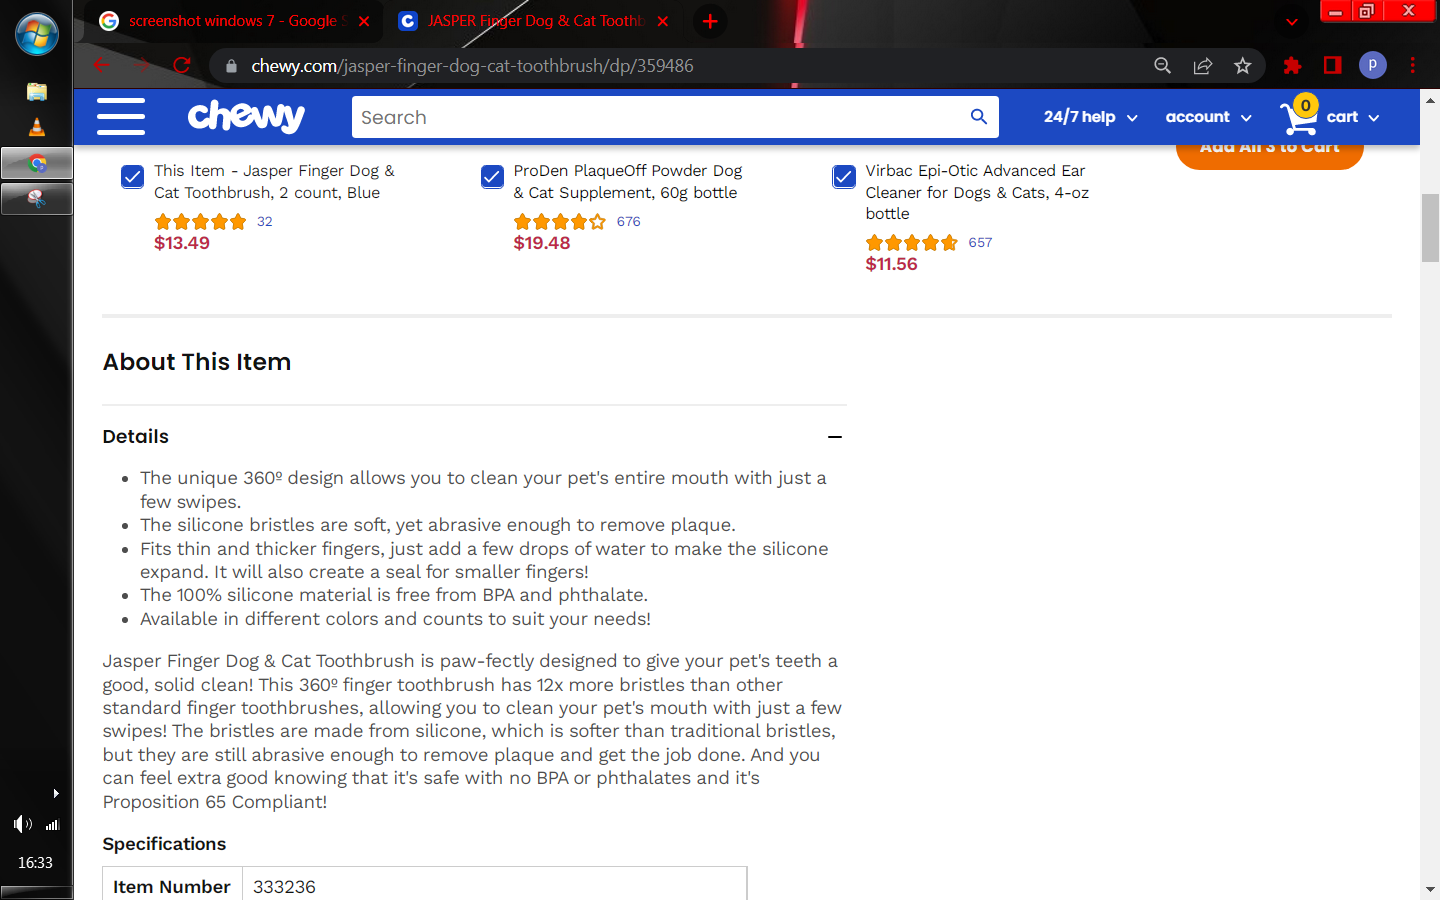 screenshot windows 7 - Google S
JASPER Finger Dog & Cat Toothb
chewy.com/jasper-finger-dog-cat-toothbrush/dp/359486
p
chewy
Search
24/7 help
account
0
cart
Add All 3 to Cart
This Item - Jasper Finger Dog &
Cat Toothbrush, 2 count, Blue
32
$13.49
ProDen PlaqueOff Powder Dog
& Cat Supplement, 60g bottle
676
$19.48
Virbac Epi-Otic Advanced Ear
Cleaner for Dogs & Cats, 4-oz
bottle
657
$11.56
About This Item
Details
The unique 360º design allows you to clean your pet's entire mouth with just a
few swipes.
The silicone bristles are soft, yet abrasive enough to remove plaque.
Fits thin and thicker fingers, just add a few drops of water to make the silicone
expand. It will also create a seal for smaller fingers!
The 100% silicone material is free from BPA and phthalate.
Available in different colors and counts to suit your needs!
Jasper Finger Dog & Cat Toothbrush is paw-fectly designed to give your pet's teeth a
good, solid clean! This 360º finger toothbrush has 12x more bristles than other
standard finger toothbrushes, allowing you to clean your pet's mouth with just a few
swipes! The bristles are made from silicone, which is softer than traditional bristles,
but they are still abrasive enough to remove plaque and get the job done. And you
can feel extra good knowing that it's safe with no BPA or phthalates and it's
Proposition 65 Compliant!
Specifications
Item Number 333236
16:33